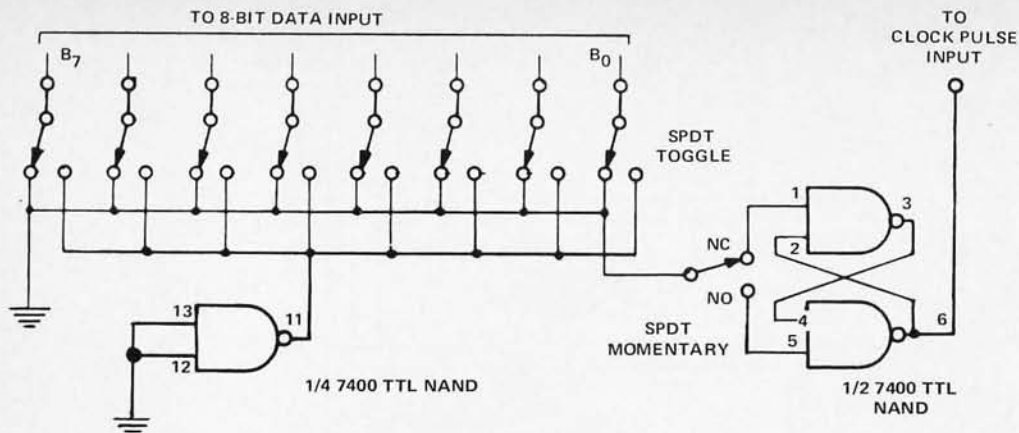 TO 8-BIT DATA INPUT
TO
CLOCK PULSE
INPUT
B7
B0
SPDT
TOGGLE
1
3
2
NC
NO
4
6
5
SPDT
MOMENTARY
13
11
12
1/4 7400 TTL NAND
1/2 7400 TTL
NAND